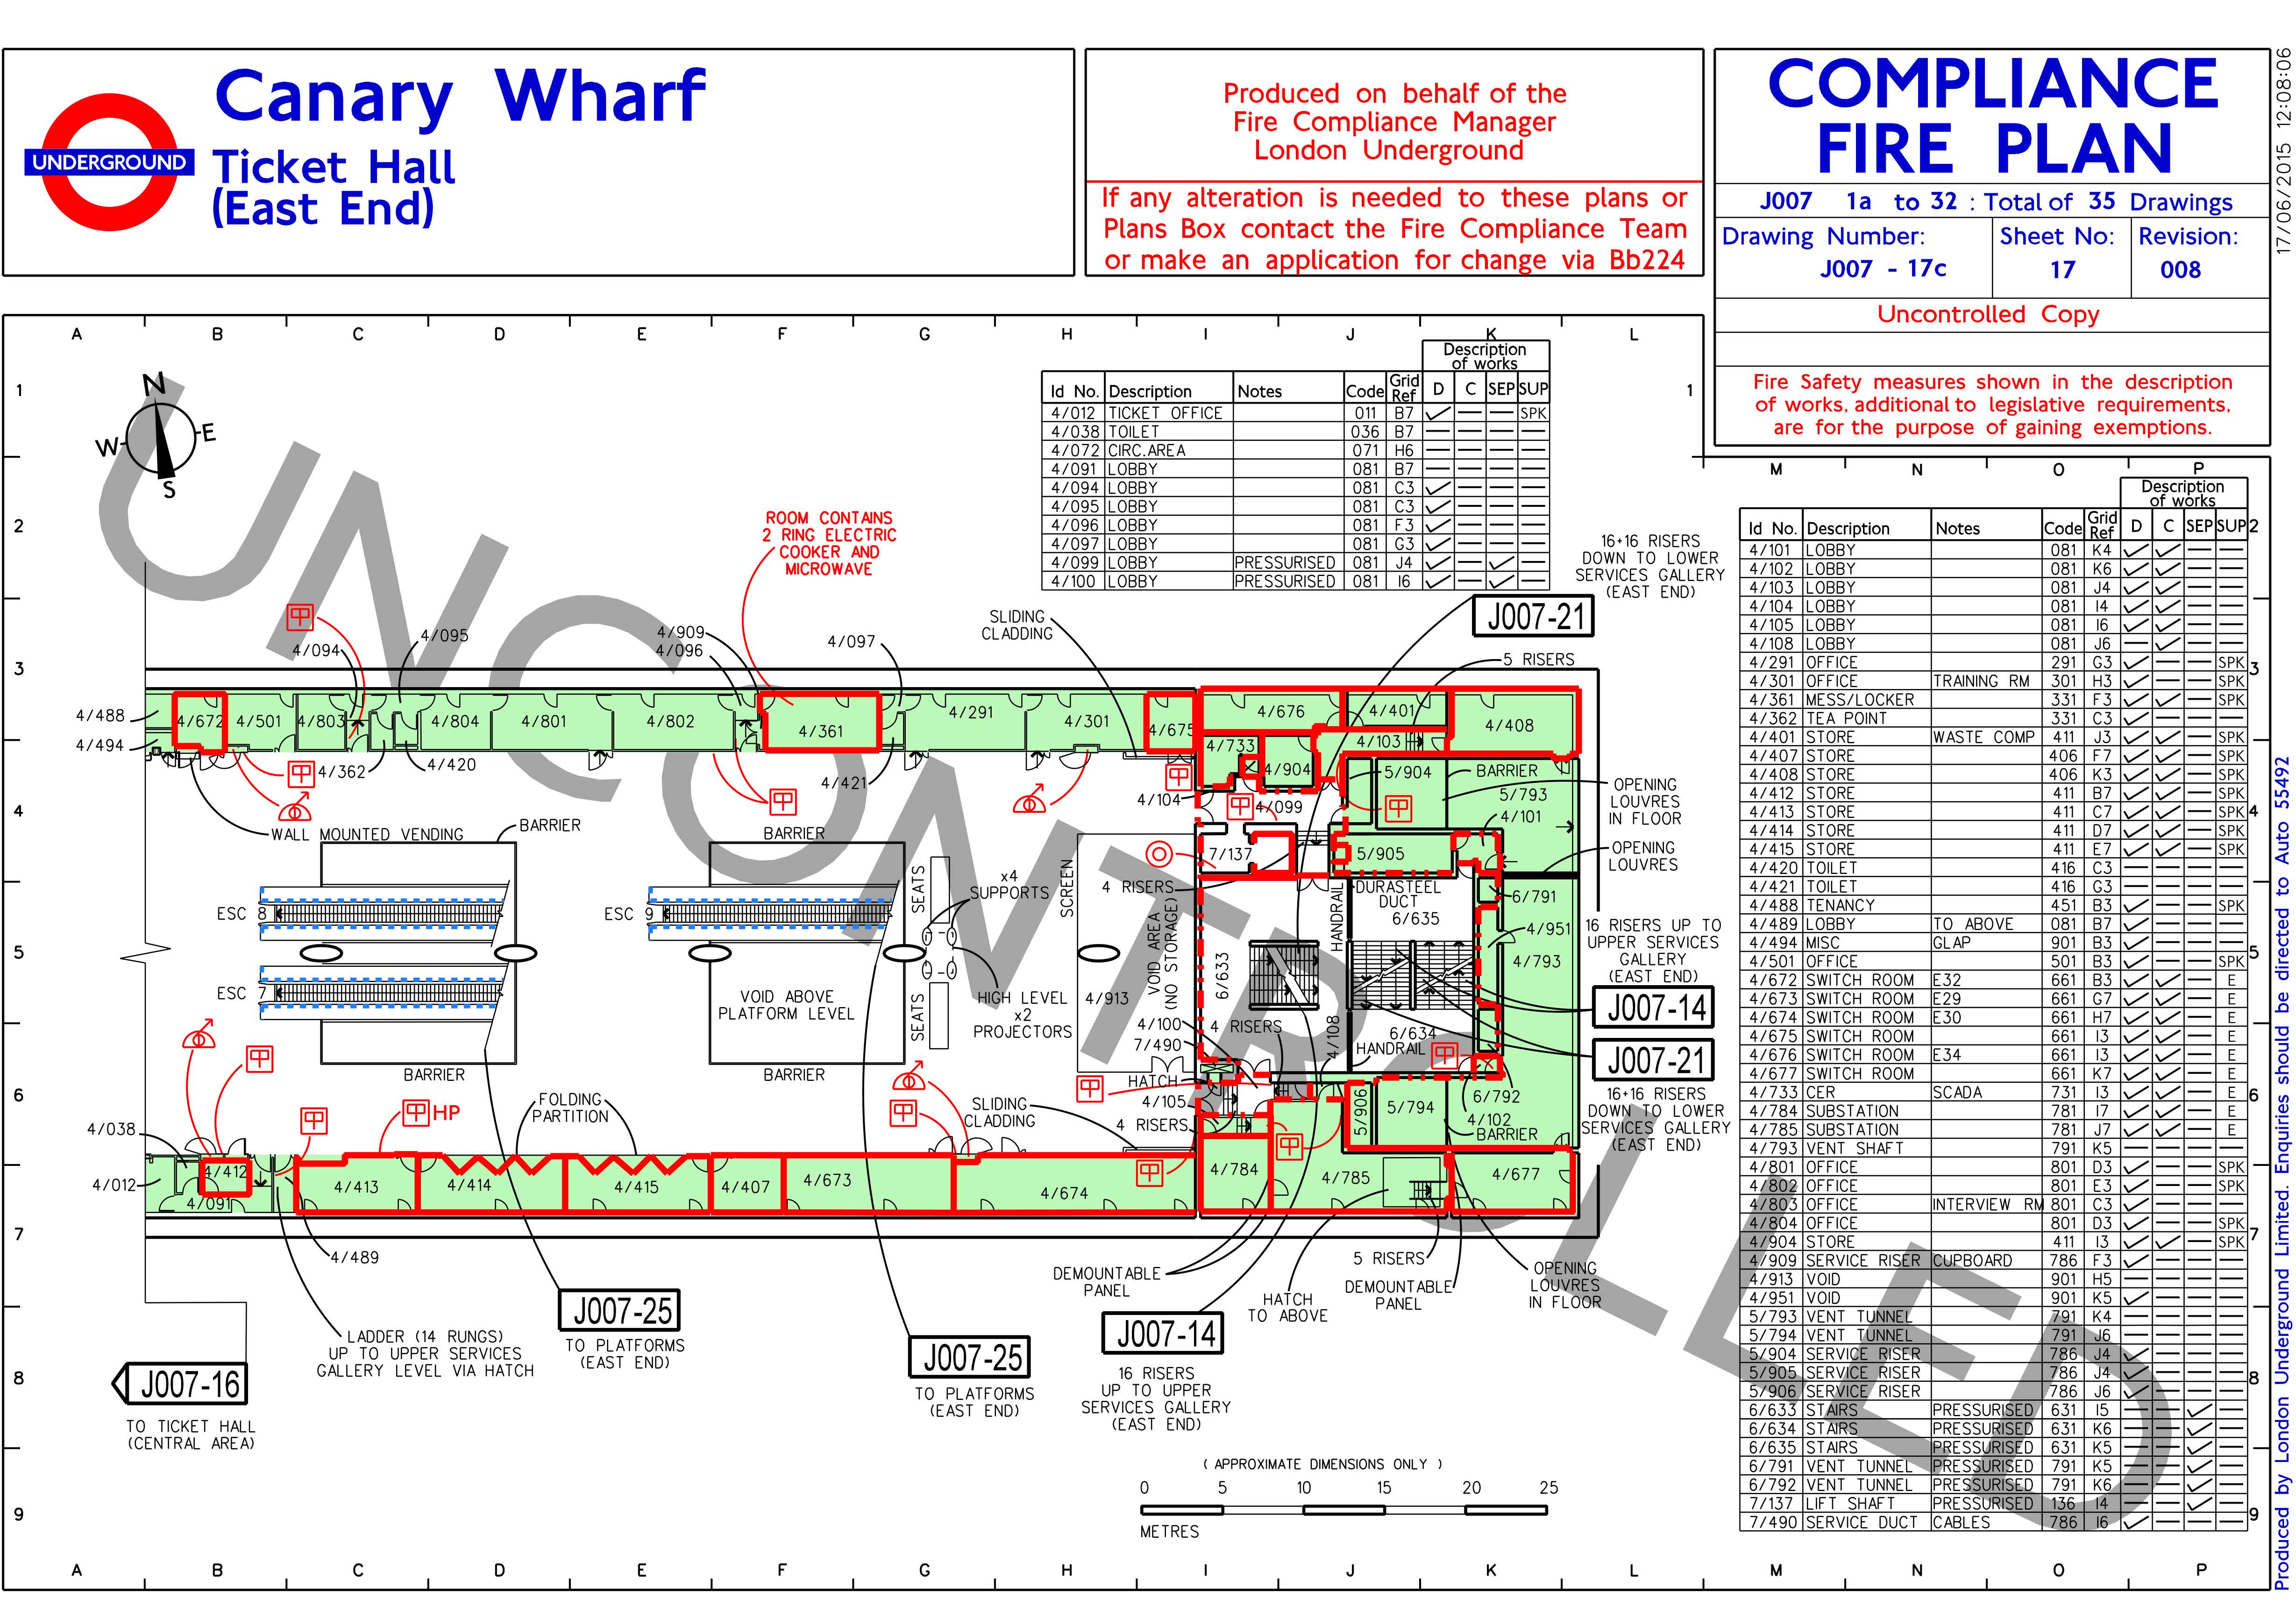 Canary Wharf
Ticket Hall
(East End)
UNDERGROUND
Produced on behalf of the
Fire Compliance Manager
London Underground
If any alteration is needed to these plans or
Plans Box contact the Fire Compliance Team
or make an application for change via Bb224
COMPLIANCE
FIRE PLAN
J007 1a to 32 : Total of 35 Drawings
Drawing Number:
J007 - 17c
Sheet No:
17
Revision:
008
Uncontrolled Copy
Fire Safety measures shown in the description
of works, additional to legislative requirements,
are for the purpose of gaining exemptions.
17/06/2015 12:08:06
Produced by London Underground Limited. Enquiries should be directed to Auto 55492
A B C D E F G H I J K L
M N O P
1
2
3
4
5
6
7
8
9
N
W E
S
UNCONTROLLED
Description
of works
Id No. Description Notes Code Grid Ref D C SEP SUP
4/012 TICKET OFFICE 011 B7 ✓ — — SPK
4/038 TOILET 036 B7 — — — —
4/072 CIRC.AREA 071 H6 — — — —
4/091 LOBBY 081 B7 — — — —
4/094 LOBBY 081 C3 ✓ — — —
4/095 LOBBY 081 C3 ✓ — — —
4/096 LOBBY 081 F3 ✓ — — —
4/097 LOBBY 081 G3 ✓ — — —
4/099 LOBBY PRESSURISED 081 J4 ✓ — ✓ —
4/100 LOBBY PRESSURISED 081 I6 ✓ — ✓ —
Description
of works
Id No. Description Notes Code Grid Ref D C SEP SUP
4/101 LOBBY 081 K4 ✓ ✓ — —
4/102 LOBBY 081 K6 ✓ ✓ — —
4/103 LOBBY 081 J4 ✓ ✓ — —
4/104 LOBBY 081 I4 ✓ ✓ — —
4/105 LOBBY 081 I6 ✓ ✓ — —
4/108 LOBBY 081 J6 — ✓ — —
4/291 OFFICE 291 G3 ✓ — — SPK
4/301 OFFICE TRAINING RM 301 H3 ✓ — — SPK
4/361 MESS/LOCKER 331 F3 ✓ ✓ — SPK
4/362 TEA POINT 331 C3 ✓ — — —
4/401 STORE WASTE COMP 411 J3 ✓ ✓ — SPK
4/407 STORE 406 F7 ✓ ✓ — SPK
4/408 STORE 406 K3 ✓ ✓ — SPK
4/412 STORE 411 B7 ✓ ✓ — SPK
4/413 STORE 411 C7 ✓ ✓ — SPK
4/414 STORE 411 D7 ✓ ✓ — SPK
4/415 STORE 411 E7 ✓ ✓ — SPK
4/420 TOILET 416 C3 — — — —
4/421 TOILET 416 G3 — — — —
4/488 TENANCY 451 B3 ✓ — — SPK
4/489 LOBBY TO ABOVE 081 B7 ✓ — — —
4/494 MISC GLAP 901 B3 ✓ — — —
4/501 OFFICE 501 B3 ✓ — — SPK
4/672 SWITCH ROOM E32 661 B3 ✓ ✓ — E
4/673 SWITCH ROOM E29 661 G7 ✓ ✓ — E
4/674 SWITCH ROOM E30 661 H7 ✓ ✓ — E
4/675 SWITCH ROOM 661 I3 ✓ ✓ — E
4/676 SWITCH ROOM E34 661 I3 ✓ ✓ — E
4/677 SWITCH ROOM 661 K7 ✓ ✓ — E
4/733 CER SCADA 731 I3 ✓ ✓ — E
4/784 SUBSTATION 781 I7 ✓ ✓ — E
4/785 SUBSTATION 781 J7 ✓ ✓ — E
4/793 VENT SHAFT 791 K5 — — — —
4/801 OFFICE 801 D3 ✓ — — SPK
4/802 OFFICE 801 E3 ✓ — — SPK
4/803 OFFICE INTERVIEW RM 801 C3 ✓ — — —
4/804 OFFICE 801 D3 ✓ — — SPK
4/904 STORE 411 I3 ✓ ✓ — SPK
4/909 SERVICE RISER CUPBOARD 786 F3 ✓ — — —
4/913 VOID 901 H5 — — — —
4/951 VOID 901 K5 ✓ — — —
5/793 VENT TUNNEL 791 K4 — — — —
5/794 VENT TUNNEL 791 J6 — — — —
5/904 SERVICE RISER 786 J4 ✓ — — —
5/905 SERVICE RISER 786 J4 ✓ — — —
5/906 SERVICE RISER 786 J6 ✓ — — —
6/633 STAIRS PRESSURISED 631 I5 — — ✓ —
6/634 STAIRS PRESSURISED 631 K6 — — ✓ —
6/635 STAIRS PRESSURISED 631 K5 — — ✓ —
6/791 VENT TUNNEL PRESSURISED 791 K5 — — ✓ —
6/792 VENT TUNNEL PRESSURISED 791 K6 — — ✓ —
7/137 LIFT SHAFT PRESSURISED 136 I4 — — ✓ —
7/490 SERVICE DUCT CABLES 786 I6 ✓ — — —
ROOM CONTAINS
2 RING ELECTRIC
COOKER AND
MICROWAVE
16+16 RISERS
DOWN TO LOWER
SERVICES GALLERY
(EAST END)
J007-21
SLIDING
CLADDING
5 RISERS
4/094
4/095
4/909
4/096
4/097
4/488
4/494
4/672
4/501
4/803
4/804
4/801
4/802
4/361
4/291
4/301
4/675
4/676
4/401
4/408
4/362
4/420
4/421
4/733
4/904
4/103
5/904
BARRIER
5/793
OPENING
LOUVRES
IN FLOOR
4/104
4/099
4/101
WALL MOUNTED VENDING
BARRIER
BARRIER
7/137
5/905
OPENING
LOUVRES
4 RISERS
DURASTEEL
DUCT
6/635
HANDRAIL
6/791
4/951
4/793
x4
SUPPORTS
SEATS
SCREEN
VOID AREA
(NO STORAGE)
6/633
ESC 8
ESC 9
ESC 7
VOID ABOVE
PLATFORM LEVEL
SEATS
HIGH LEVEL
x2
PROJECTORS
4/913
4/100
7/490
4 RISERS
4/108
6/634
HANDRAIL
16 RISERS UP TO
UPPER SERVICES
GALLERY
(EAST END)
J007-14
J007-21
16+16 RISERS
DOWN TO LOWER
SERVICES GALLERY
(EAST END)
BARRIER
BARRIER
HATCH
4/105
4 RISERS
5/906
5/794
6/792
4/102
BARRIER
HP
FOLDING
PARTITION
SLIDING
CLADDING
4/038
4/012
4/412
4/091
4/413
4/414
4/415
4/407
4/673
4/674
4/784
4/785
4/677
4/489
5 RISERS
DEMOUNTABLE
PANEL
HATCH
TO ABOVE
DEMOUNTABLE
PANEL
OPENING
LOUVRES
IN FLOOR
LADDER (14 RUNGS)
UP TO UPPER SERVICES
GALLERY LEVEL VIA HATCH
J007-25
TO PLATFORMS
(EAST END)
J007-25
TO PLATFORMS
(EAST END)
J007-14
16 RISERS
UP TO UPPER
SERVICES GALLERY
(EAST END)
J007-16
TO TICKET HALL
(CENTRAL AREA)
( APPROXIMATE DIMENSIONS ONLY )
0 5 10 15 20 25
METRES
A B C D E F G H I J K L M N O P